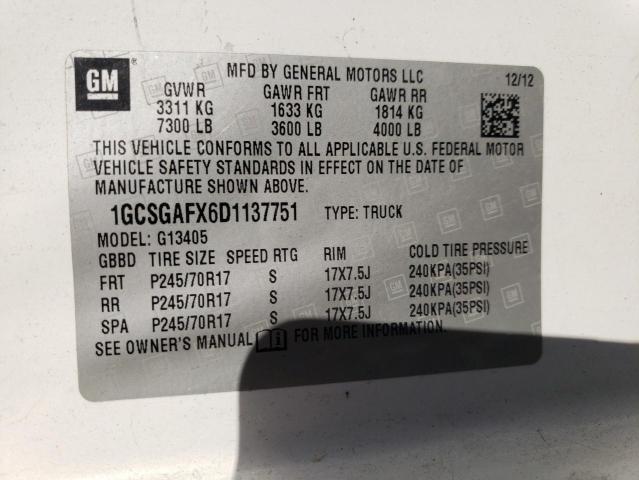 GM
MFD BY GENERAL MOTORS LLC 12/12
GVWR GAWR FRT GAWR RR
3311 KG 1633 KG 1814 KG
7300 LB 3600 LB 4000 LB
THIS VEHICLE CONFORMS TO ALL APPLICABLE U.S. FEDERAL MOTOR
VEHICLE SAFETY STANDARDS IN EFFECT ON THE DATE OF
MANUFACTURE SHOWN ABOVE.
1GCSGAFX6D1137751 TYPE: TRUCK
MODEL: G13405
GBBD TIRE SIZE SPEED RTG RIM COLD TIRE PRESSURE
FRT P245/70R17 S 17X7.5J 240KPA(35PSI)
RR P245/70R17 S 17X7.5J 240KPA(35PSI)
SPA P245/70R17 S 17X7.5J 240KPA(35PSI)
SEE OWNER'S MANUAL FOR MORE INFORMATION.